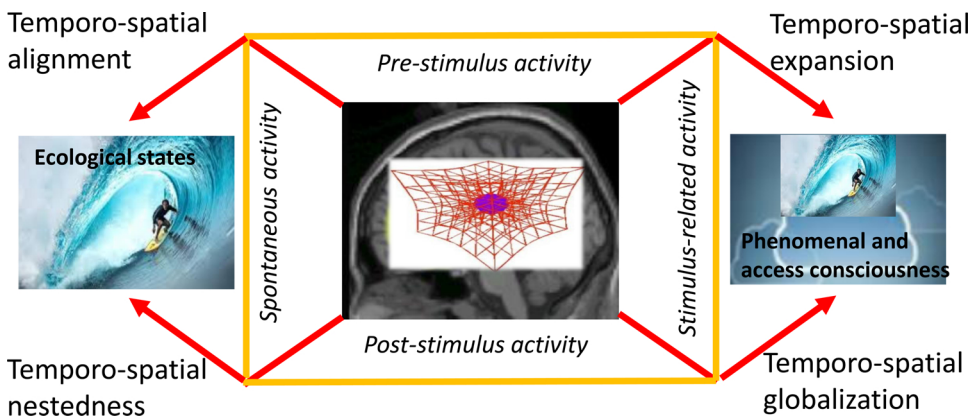 Temporo-spatial
alignment
Pre-stimulus activity
Temporo-spatial
expansion
Ecological states
Spontaneous activity
Stimulus-related activity
Phenomenal and
access consciousness
Post-stimulus activity
Temporo-spatial
nestedness
Temporo-spatial
globalization